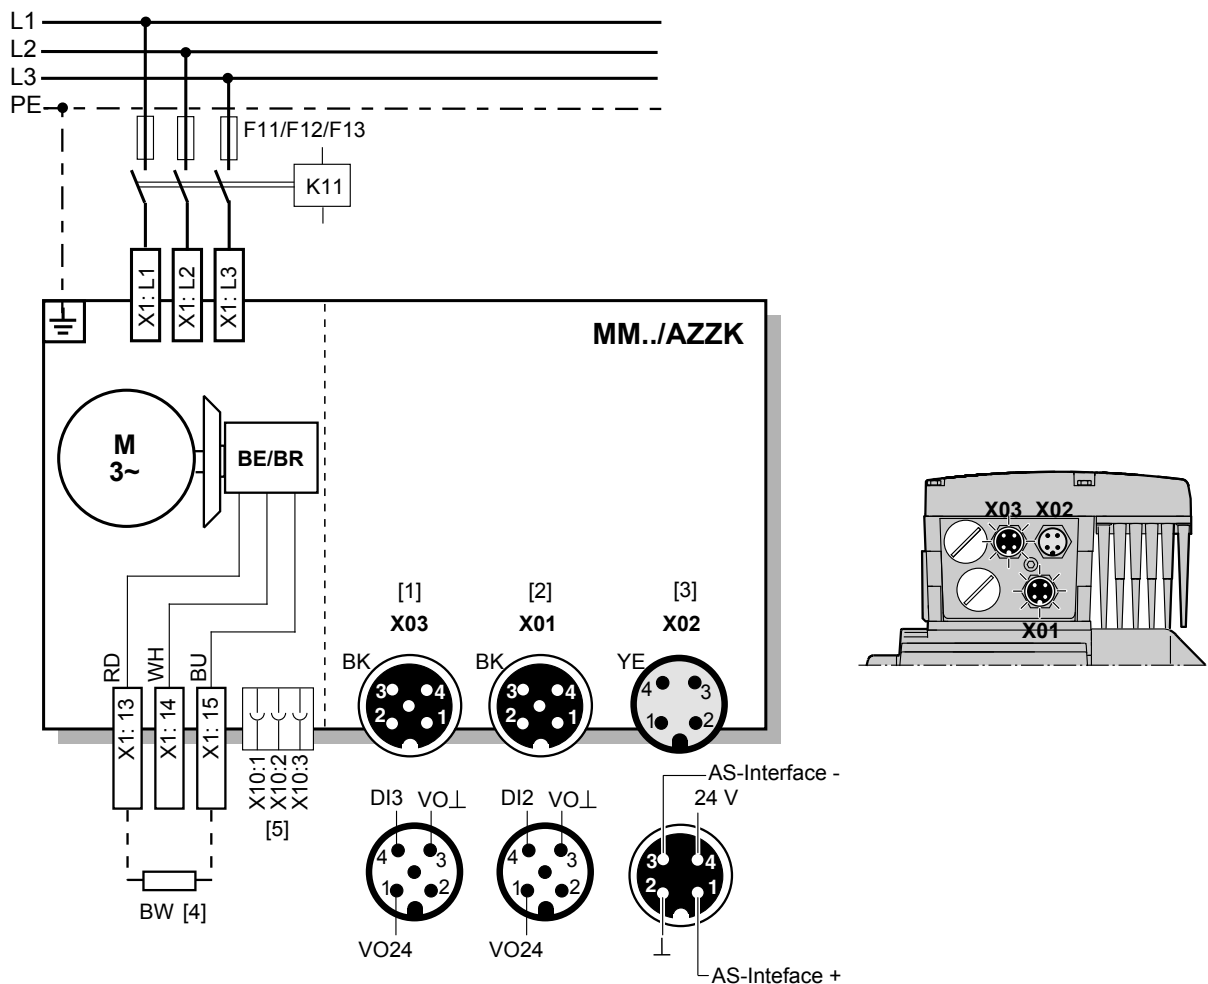 L1
L2
L3
PE
F11/F12/F13
K11
X1: L1
X1: L2
X1: L3
MM../AZZK
M
3~
BE/BR
X03 X02
X01
[1] [2] [3]
X03 X01 X02
RD
WH
BU
BK BK YE
3 4 3 4 4 3
2 1 2 1 1 2
X1: 13
X1: 14
X1: 15
X10:1
X10:2
X10:3
[5]
AS-Interface -
DI3 VO⊥ DI2 VO⊥ 24 V
4 3 4 3 3 4
1 2 1 2 2 1
BW [4]
VO24 VO24 ⊥
AS-Inteface +